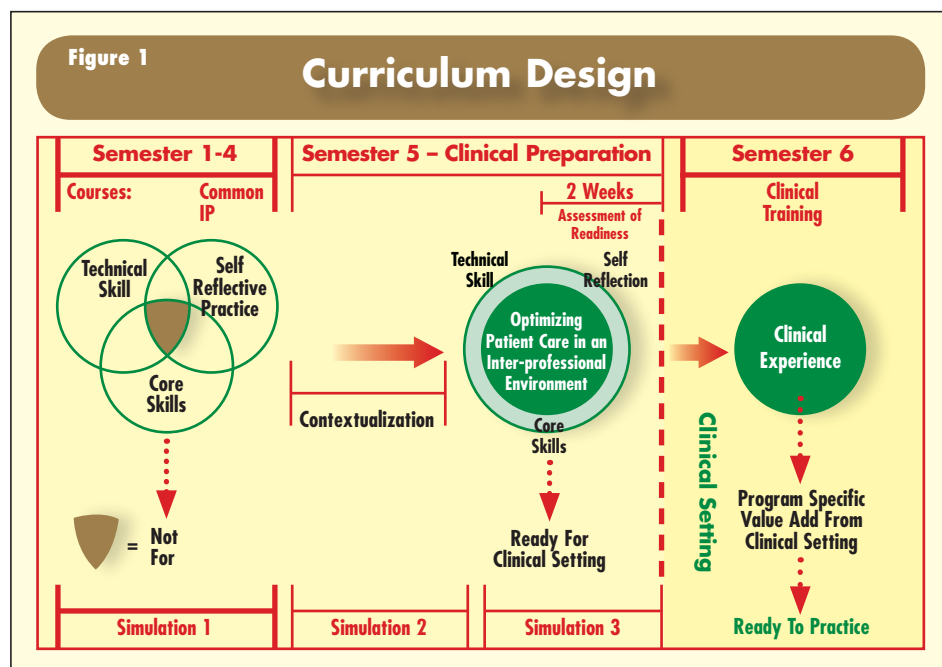 Figure 1
Curriculum Design
Semester 1-4
Courses:
Common
IP
Technical
Skill
Self
Reflective
Practice
Core
Skills
Not
For
=
Simulation 1
Semester 5 – Clinical Preparation
2 Weeks
Assessment of
Readiness
Technical
Skill
Self
Reflection
Optimizing
Patient Care in an
Inter-professional
Environment
Core
Skills
Contextualization
Ready For
Clinical Setting
Simulation 2
Simulation 3
Clinical Setting
Semester 6
Clinical
Training
Clinical
Experience
Program Specific
Value Add From
Clinical Setting
Ready To Practice